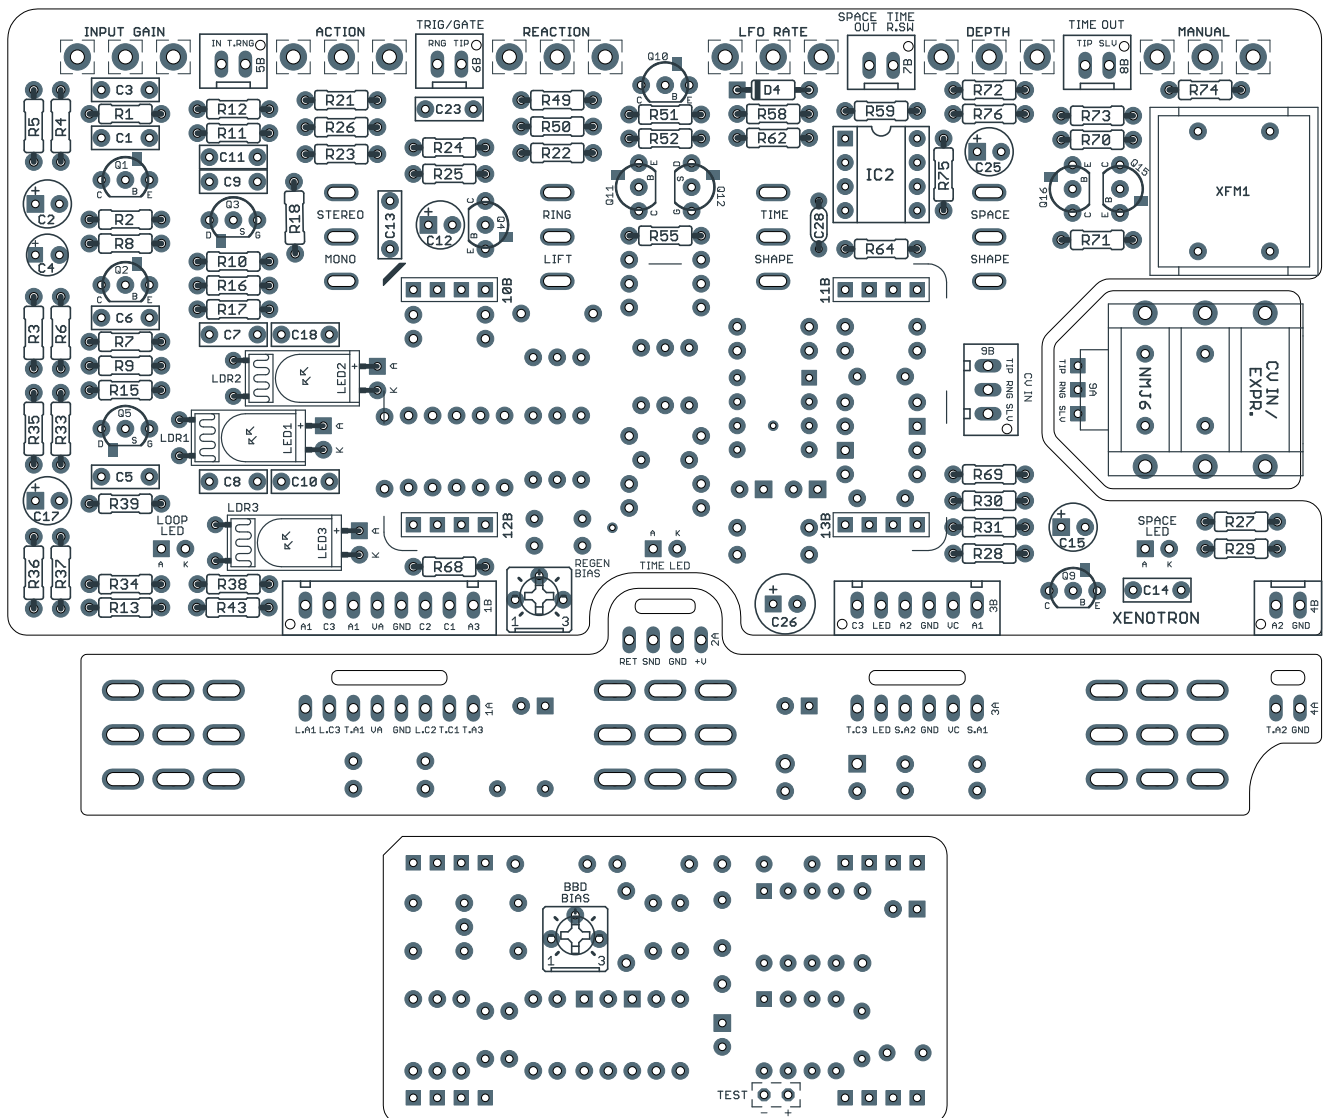 INPUT GAIN
ACTION
TRIG/GATE
REACTION
LFO RATE
SPACE TIME
OUT R.SW
DEPTH
TIME OUT
MANUAL
IN T.RNG
5B
RNG TIP
6B
7B
TIP SLV
8B
Q10
C B E
C3
R1
C1
R5
R4
R12
R11
C11
C9
R21
R26
R23
C23
R24
R25
R49
R50
R22
R51
R52
D4
R58
R62
R59
IC2
R75
R72
R76
C25
R73
R70
R74
XFM1
Q1
C B E
Q3
D S G
R18
C13
C12
Q4
C B E
Q11
E B C
Q12
S D G
Q16
E B C
Q15
C B E
+
C2
+
C4
R2
R8
Q2
C B E
R10
R16
R17
STEREO
MONO
RING
LIFT
R55
TIME
SHAPE
C28
R64
SPACE
SHAPE
R71
10B
11B
R3
R6
C6
R7
R9
R15
C7
C18
LDR2
LED2
+
A
K
9B
TIP RNG SLV
CV IN
TIP RNG SLV
9A
NMJ6
CV IN/
EXPR.
R35
R33
Q5
D S G
LDR1
LED1
+
A
K
C5
C8
C10
R39
C17
+
LOOP
LED
A K
LDR3
LED3
+
A
K
12B
13B
R69
R30
R31
R28
C15
+
SPACE
LED
A K
R27
R29
R36
R37
R34
R13
R38
R43
R68
REGEN
BIAS
1 3
A K
TIME LED
C26
+
Q9
C B E
C14
XENOTRON
A1 C3 A1 VA GND C2 C1 A3
1B
C3 LED A2 GND VC A1
3B
A2 GND
4B
2A
RET SND GND +V
L.A1 L.C3 T.A1 VA GND L.C2 T.C1 T.A3
1A
T.C3 LED S.A2 GND VC S.A1
3A
T.A2 GND
4A
BBD
BIAS
1 3
TEST
- +